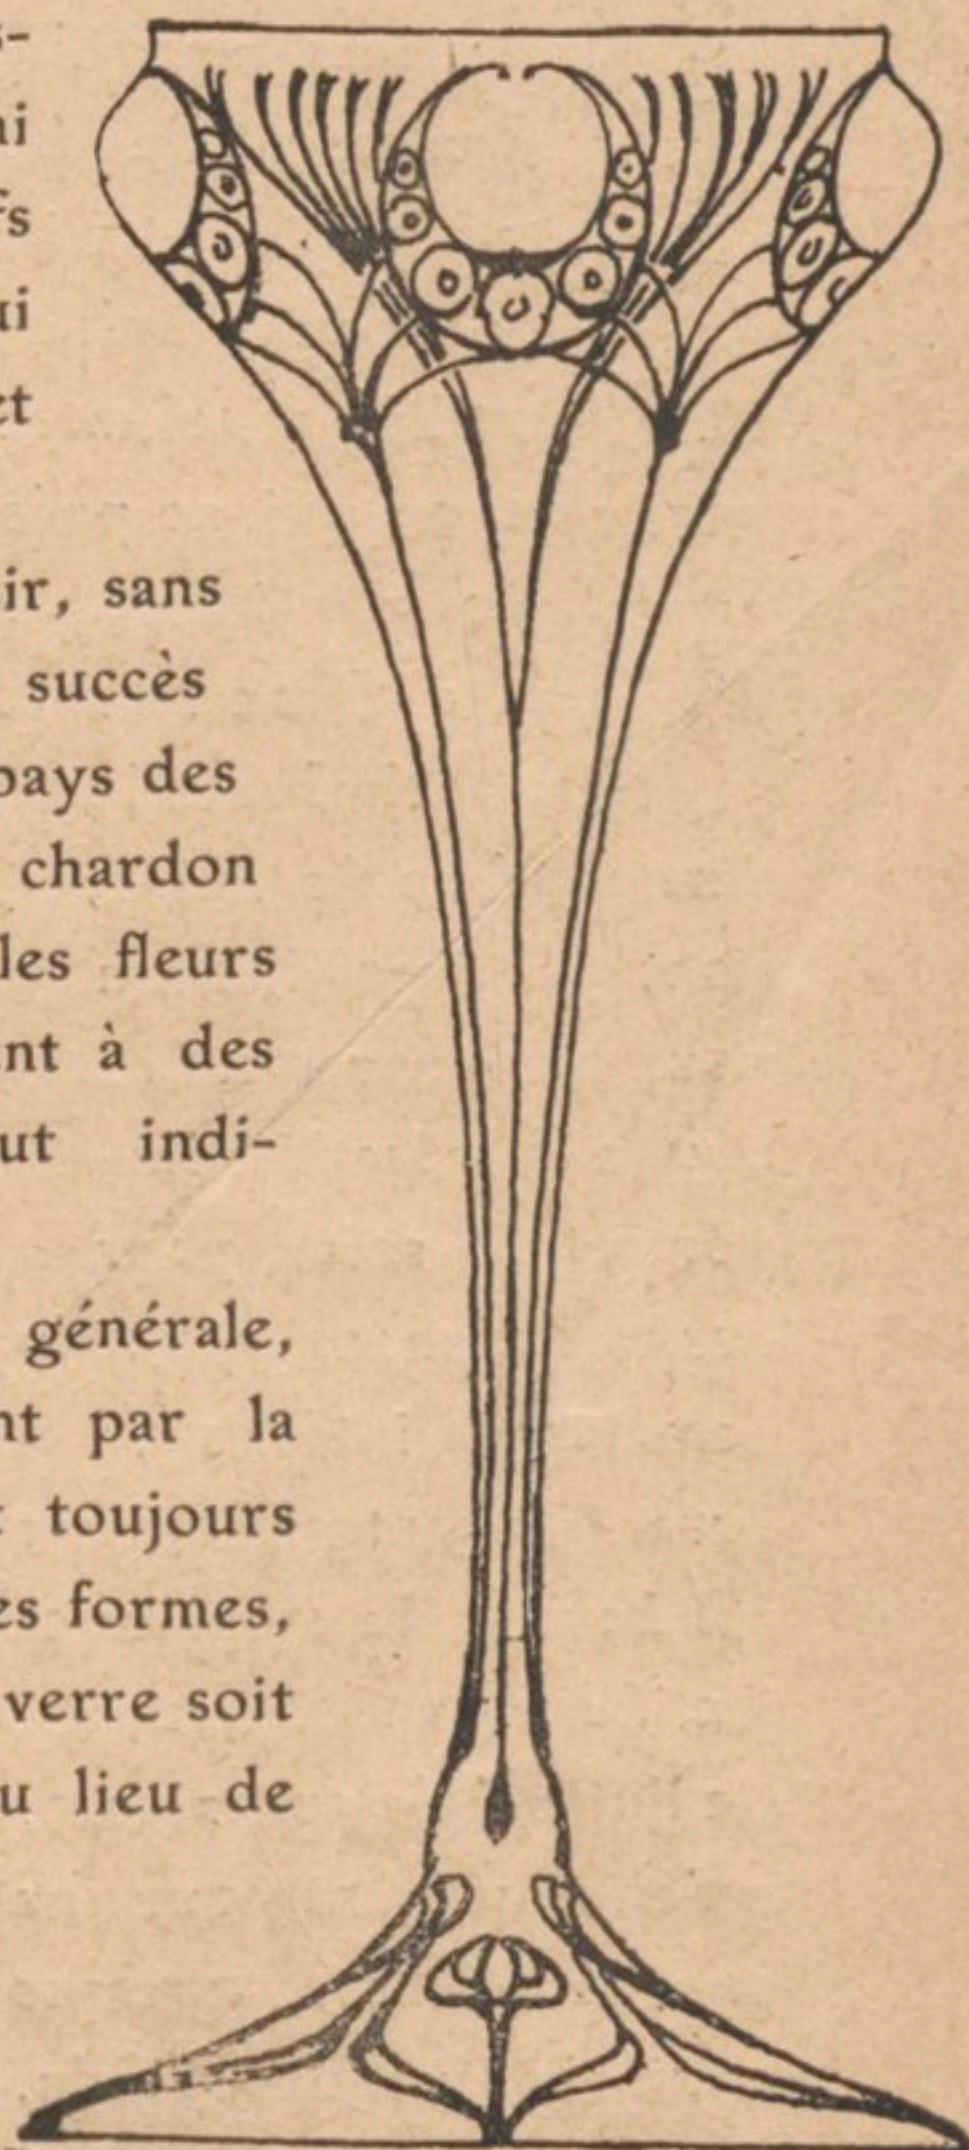 s-
ni
fs
ui
et
ir, sans
succès
pays des
chardon
les fleurs
nt à des
ut indi-
générale,
nt par la
t toujours
es formes,
verre soit
u lieu de